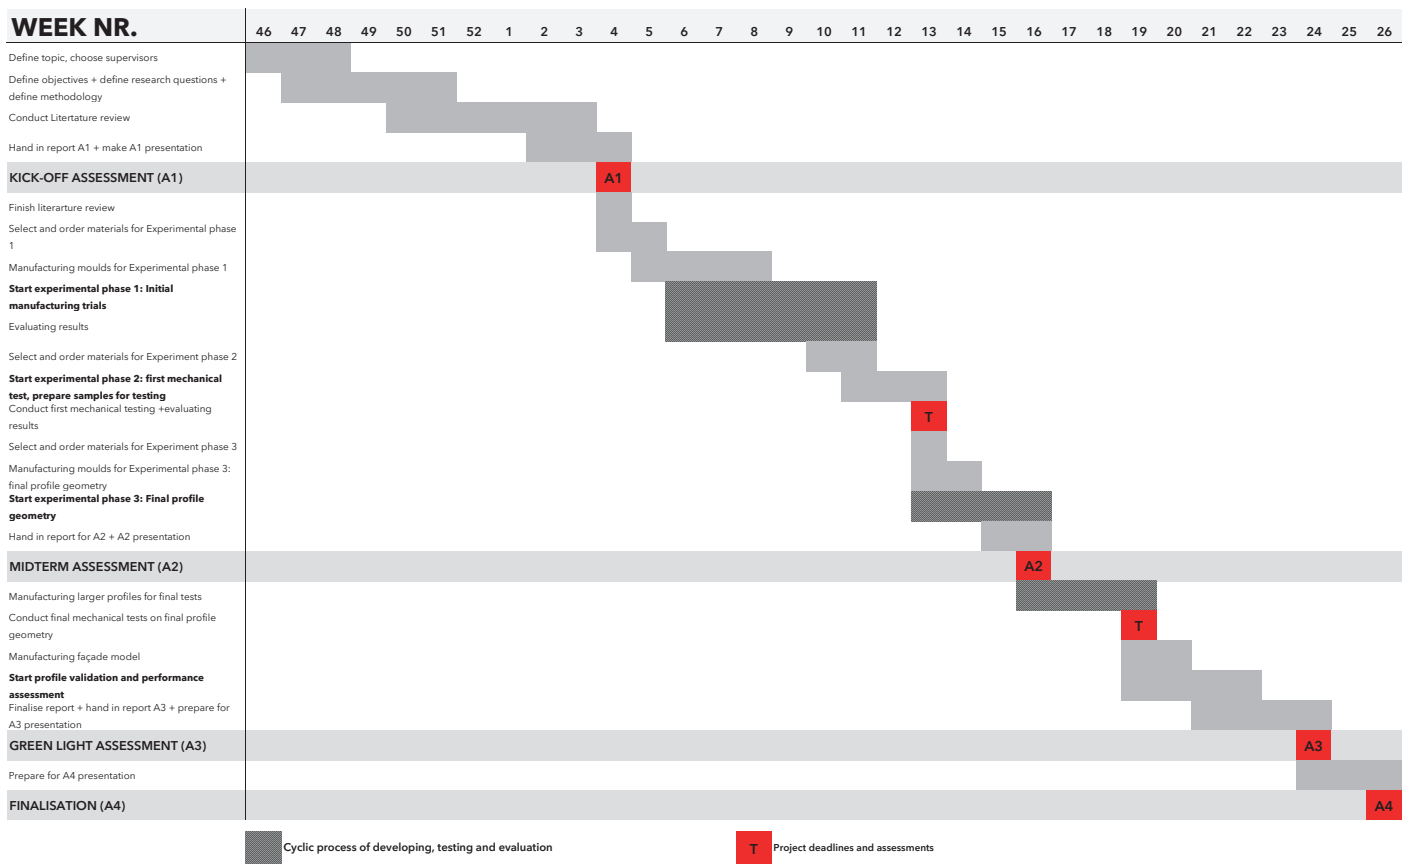 WEEK NR. 46 47 48 49 50 51 52 1 2 3 4 5 6 7 8 9 10 11 12 13 14 15 16 17 18 19 20 21 22 23 24 25 26
Define topic, choose supervisors
Define objectives + define research questions +
define methodology
Conduct Litertature review
Hand in report A1 + make A1 presentation
KICK-OFF ASSESSMENT (A1) A1
Finish literarture review
Select and order materials for Experimental phase
1
Manufacturing moulds for Experimental phase 1
Start experimental phase 1: Initial
manufacturing trials
Evaluating results
Select and order materials for Experiment phase 2
Start experimental phase 2: first mechanical
test, prepare samples for testing
Conduct first mechanical testing +evaluating
results T
Select and order materials for Experiment phase 3
Manufacturing moulds for Experimental phase 3:
final profile geometry
Start experimental phase 3: Final profile
geometry
Hand in report for A2 + A2 presentation
MIDTERM ASSESSMENT (A2) A2
Manufacturing larger profiles for final tests
Conduct final mechanical tests on final profile
geometry T
Manufacturing façade model
Start profile validation and performance
assessment
Finalise report + hand in report A3 + prepare for
A3 presentation
GREEN LIGHT ASSESSMENT (A3) A3
Prepare for A4 presentation
FINALISATION (A4) A4
Cyclic process of developing, testing and evaluation T Project deadlines and assessments